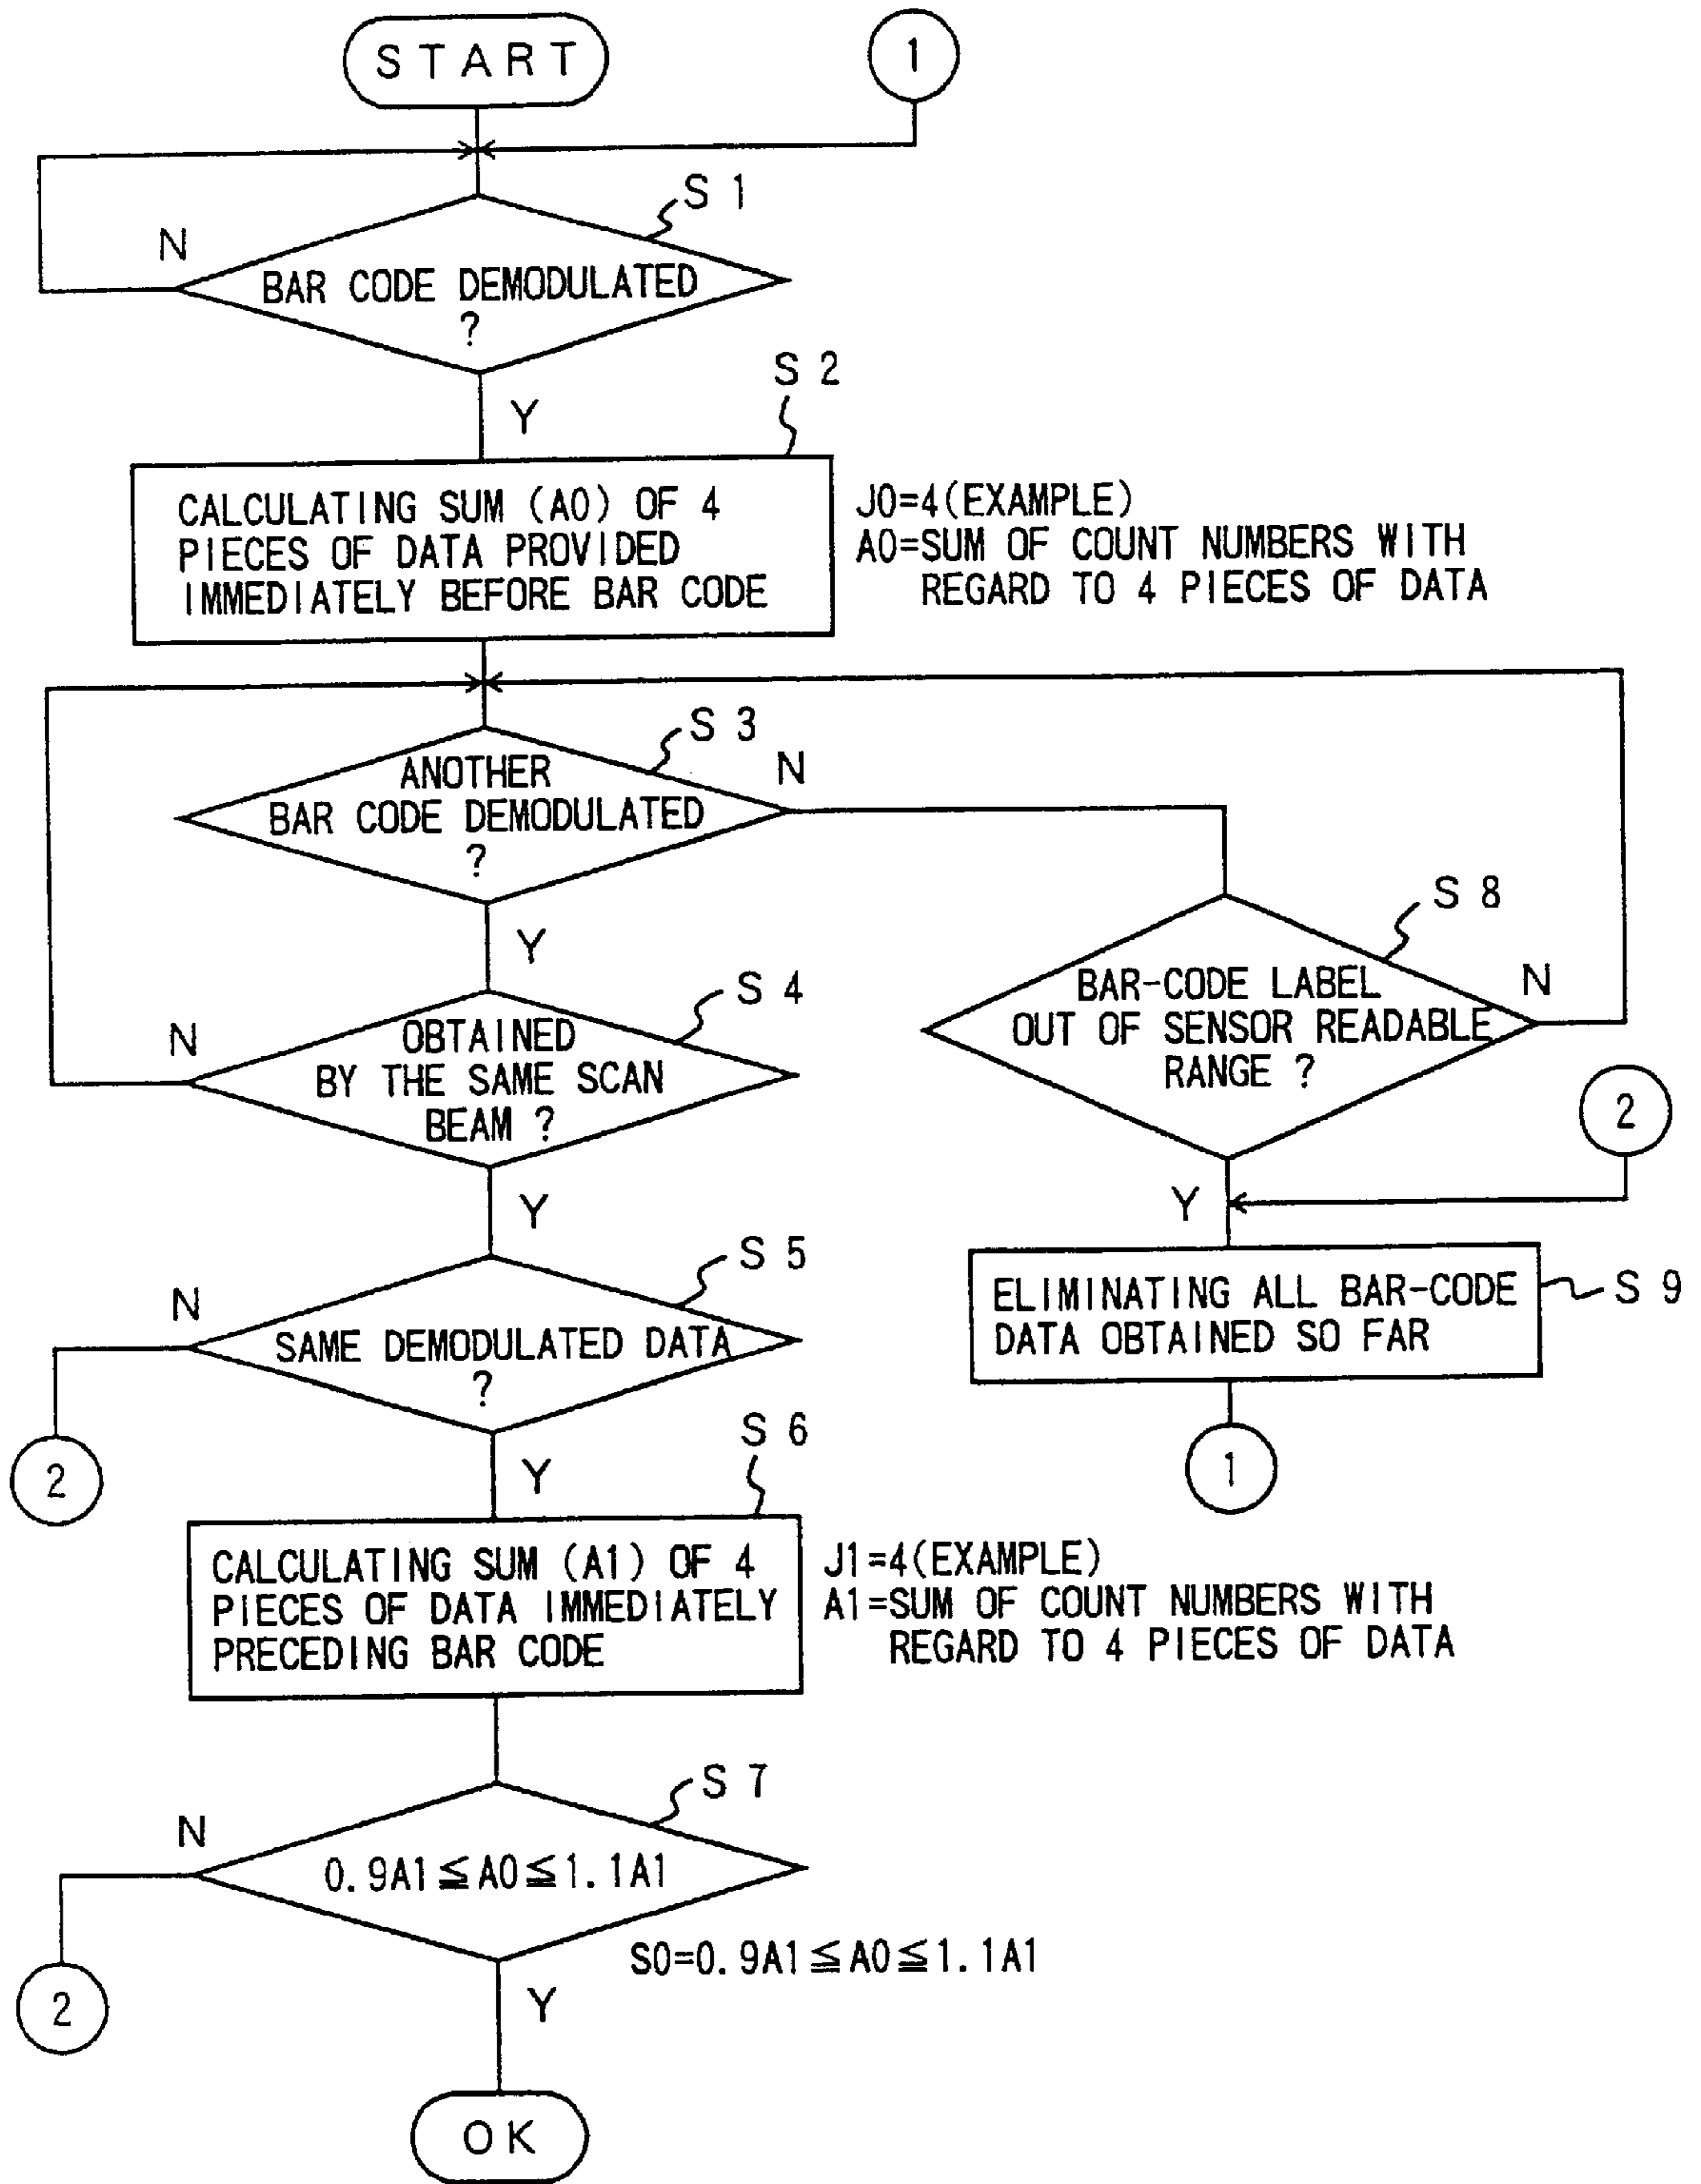 START
1
S 1
N
BAR CODE DEMODULATED
?
S 2
Y
CALCULATING SUM (A0) OF 4
PIECES OF DATA PROVIDED
IMMEDIATELY BEFORE BAR CODE
J0=4(EXAMPLE)
A0=SUM OF COUNT NUMBERS WITH
REGARD TO 4 PIECES OF DATA
S 3
N
ANOTHER
BAR CODE DEMODULATED
?
Y
S 8
BAR-CODE LABEL
OUT OF SENSOR READABLE
RANGE ?
N
S 4
N
OBTAINED
BY THE SAME SCAN
BEAM ?
2
Y
Y
S 5
N
SAME DEMODULATED DATA
?
ELIMINATING ALL BAR-CODE
DATA OBTAINED SO FAR
S 9
2
1
S 6
Y
CALCULATING SUM (A1) OF 4
PIECES OF DATA IMMEDIATELY
PRECEDING BAR CODE
J1=4(EXAMPLE)
A1=SUM OF COUNT NUMBERS WITH
REGARD TO 4 PIECES OF DATA
S 7
N
0.9A1≦A0≦1.1A1
S0=0.9A1≦A0≦1.1A1
2
Y
OK